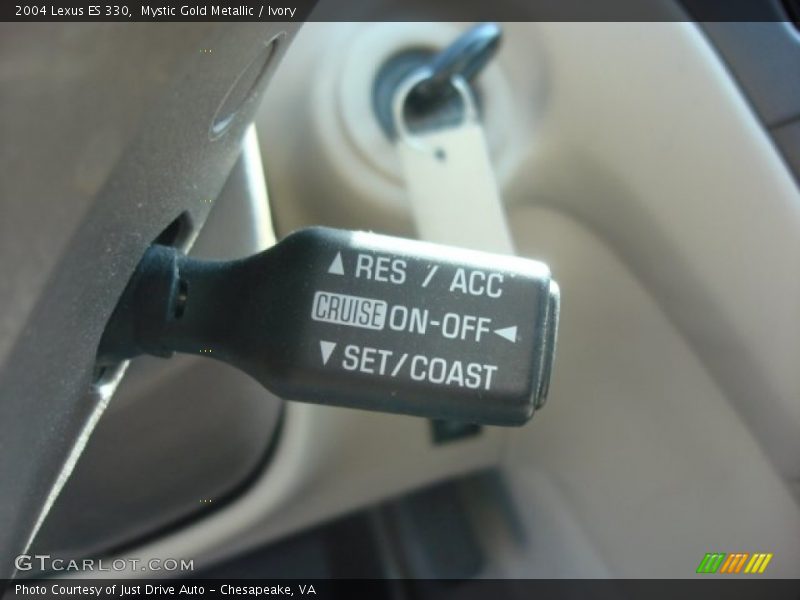 2004 Lexus ES 330,  Mystic Gold Metallic / Ivory
▲ RES / ACC
CRUISE ON-OFF ◄
▼ SET/COAST
GTCARLOT.COM
Photo Courtesy of Just Drive Auto - Chesapeake, VA